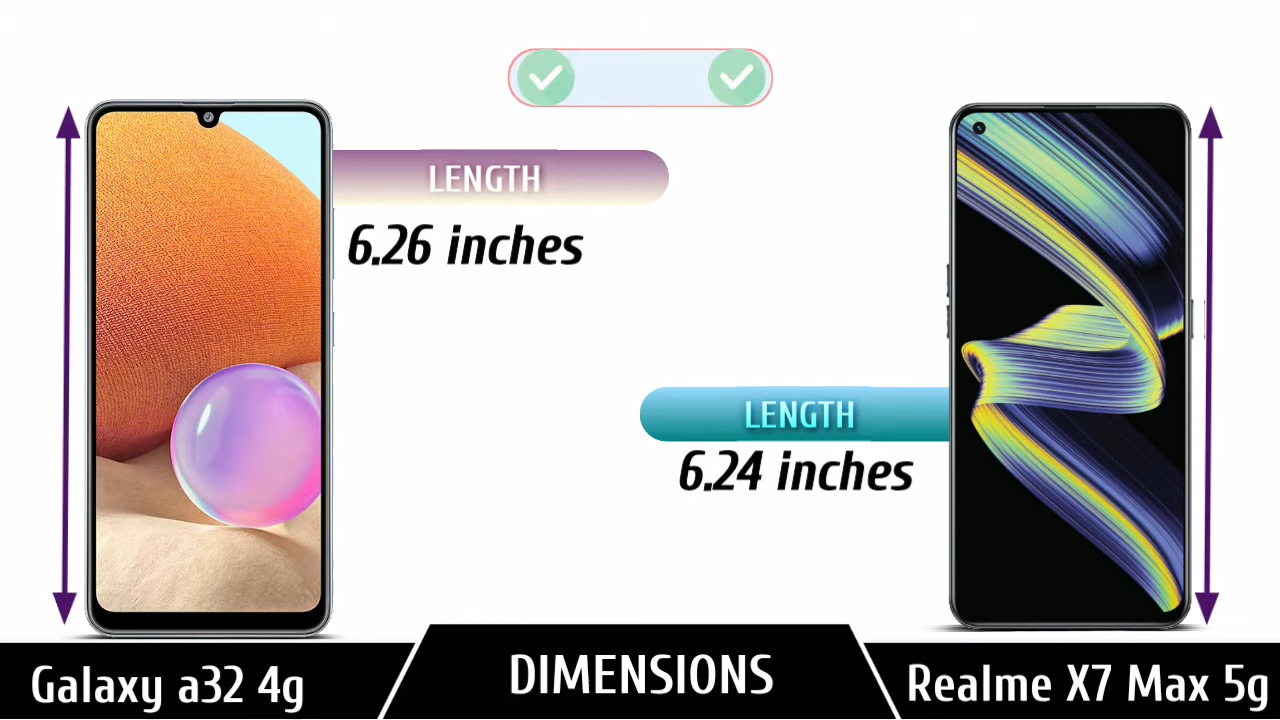 LENGTH
6.26 inches
LENGTH
6.24 inches
Galaxy a32 4g
DIMENSIONS
Realme X7 Max 5g